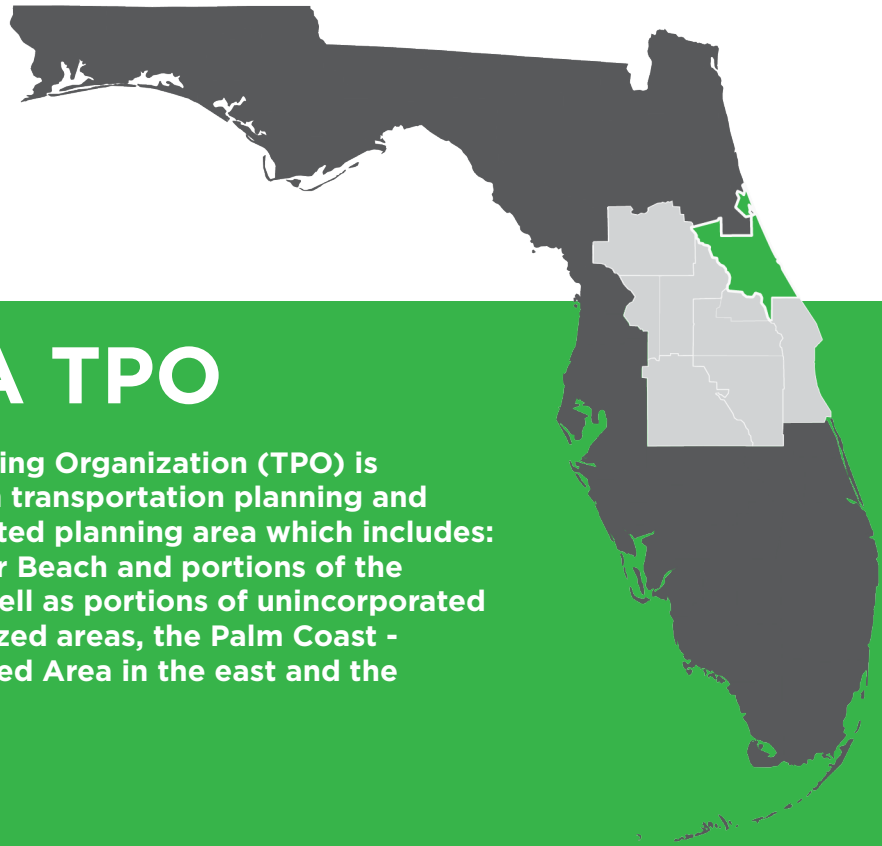 A TPO
ing Organization (TPO) is
n transportation planning and
ted planning area which includes:
r Beach and portions of the
ell as portions of unincorporated
zed areas, the Palm Coast -
ed Area in the east and the